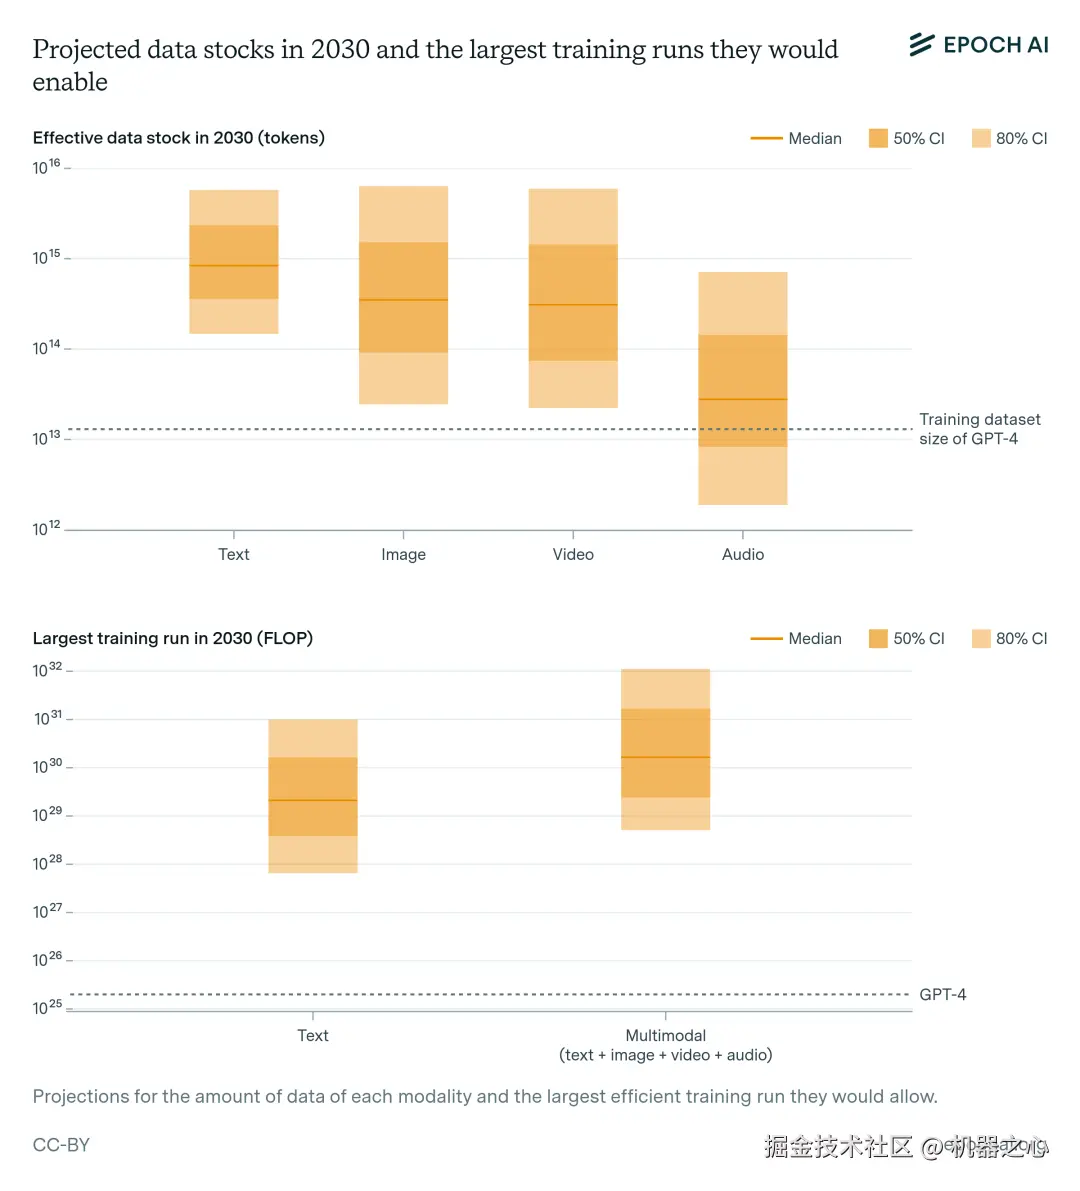 Projected data stocks in 2030 and the largest training runs they would
enable
EPOCH AI
Effective data stock in 2030 (tokens)
Median
50% CI
80% CI
10^16
10^15
10^14
10^13
10^12
Training dataset
size of GPT-4
Text
Image
Video
Audio
Largest training run in 2030 (FLOP)
Median
50% CI
80% CI
10^32
10^31
10^30
10^29
10^28
10^27
10^26
10^25
GPT-4
Text
Multimodal
(text + image + video + audio)
Projections for the amount of data of each modality and the largest efficient training run they would allow.
CC-BY
掘金技术社区 @ 机器之心